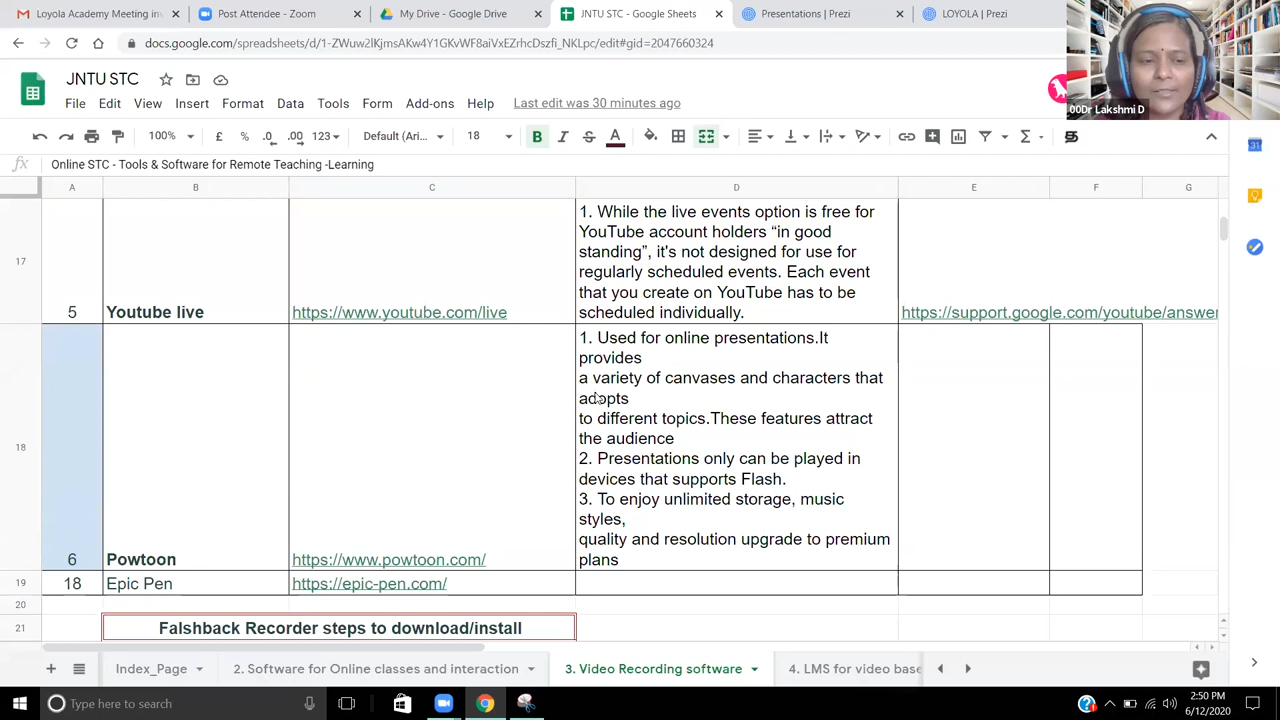 Loyola Academy Meeting in
Post Attendee - Zoom
My Drive - Google Drive
JNTU STC - Google Sheets
Presentations | Prezi
LOYOLA | Prezi
docs.google.com/spreadsheets/d/1-ZWuw2lKjmsAKw4Y1GKvWF8aiVxEZrhcDszfi_NKLpc/edit#gid=2047660324
JNTU STC
File Edit View Insert Format Data Tools Form Add-ons Help Last edit was 30 minutes ago
00Dr Lakshmi D
100% £ % .0 .00 123 Default (Ari... 18 B I S A
fx Online STC - Tools & Software for Remote Teaching -Learning
A B C D E F G
17
1. While the live events option is free for
YouTube account holders “in good
standing”, it's not designed for use for
regularly scheduled events. Each event
that you create on YouTube has to be
5 Youtube live https://www.youtube.com/live scheduled individually. https://support.google.com/youtube/answer
18
1. Used for online presentations.It
provides
a variety of canvases and characters that
adopts
to different topics.These features attract
the audience
2. Presentations only can be played in
devices that supports Flash.
3. To enjoy unlimited storage, music
styles,
quality and resolution upgrade to premium
6 Powtoon https://www.powtoon.com/ plans
19 18 Epic Pen https://epic-pen.com/
20
21 Falshback Recorder steps to download/install
Index_Page 2. Software for Online classes and interaction 3. Video Recording software 4. LMS for video base
31
Type here to search
2:50 PM
6/12/2020